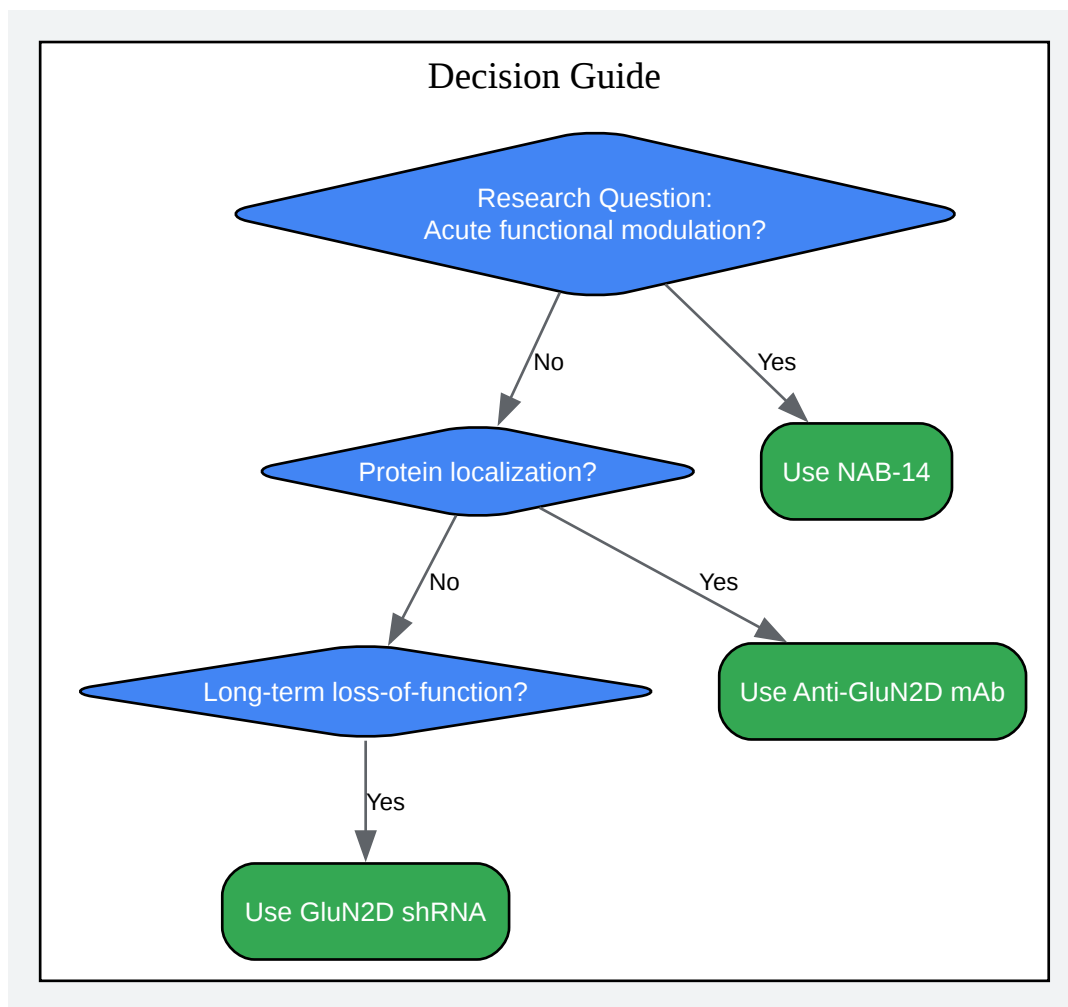 Decision Guide
Research Question:
Acute functional modulation?
No
Yes
Protein localization?
Use NAB-14
No
Yes
Long-term loss-of-function?
Use Anti-GluN2D mAb
Yes
Use GluN2D shRNA